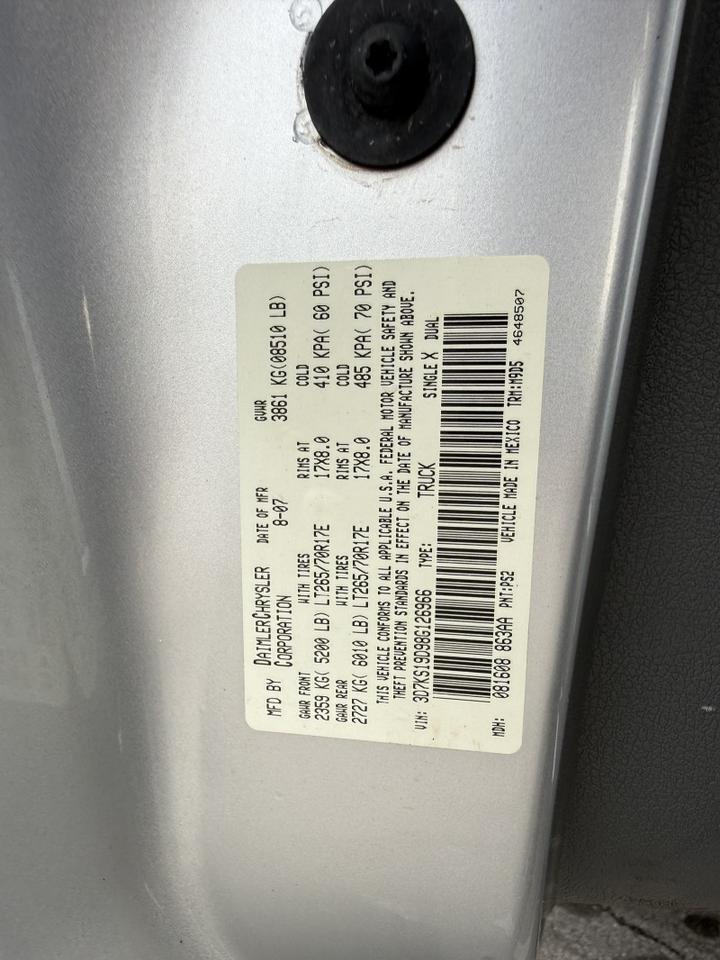 MFD BY DAIMLERCHRYSLER CORPORATION DATE OF MFR 8-07 GVWR 3861 KG(08510 LB)
GAWR FRONT WITH TIRES RIMS AT COLD
2359 KG( 5200 LB) LT265/70R17E 17X8.0 410 KPA( 60 PSI)
GAWR REAR WITH TIRES RIMS AT COLD
2727 KG( 6010 LB) LT265/70R17E 17X8.0 485 KPA( 70 PSI)
THIS VEHICLE CONFORMS TO ALL APPLICABLE U.S.A. FEDERAL MOTOR VEHICLE SAFETY AND
THEFT PREVENTION STANDARDS IN EFFECT ON THE DATE OF MANUFACTURE SHOWN ABOVE.
VIN: 3D7KS19D98G126966 TYPE: TRUCK SINGLE X DUAL
MDH: 081608 863AA PNT:PS2 VEHICLE MADE IN MEXICO TRM:M9D5 4648507